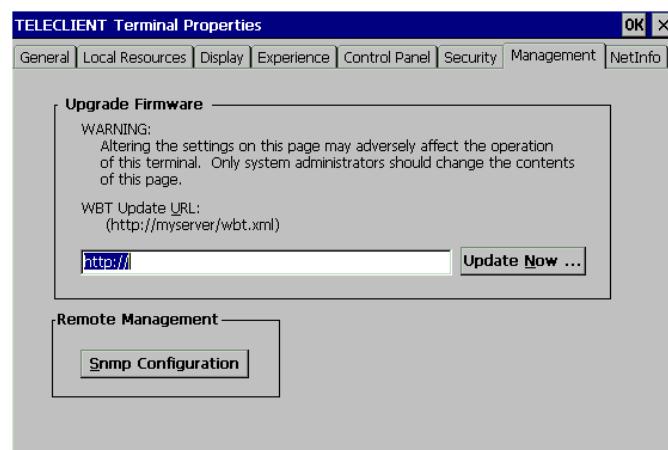 TELECLIENT Terminal Properties OK ×
General Local Resources Display Experience Control Panel Security Management NetInfo
Upgrade Firmware
WARNING:
Altering the settings on this page may adversely affect the operation
of this terminal. Only system administrators should change the contents
of this page.
WBT Update URL:
(http://myserver/wbt.xml)
http:// Update Now ...
Remote Management
Snmp Configuration